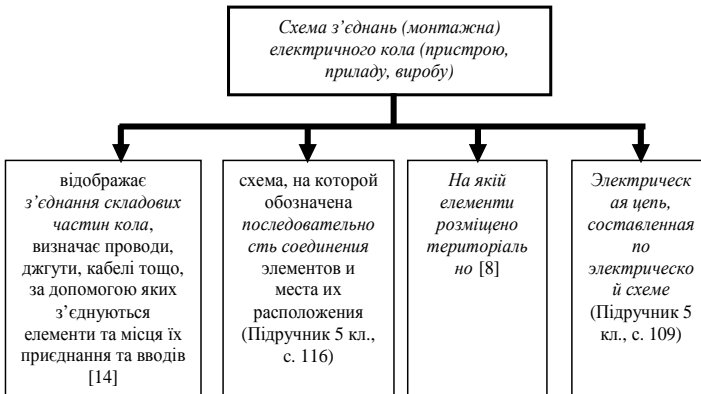 Схема з’єднань (монтажна)
електричного кола (пристрою,
приладу, виробу)
відображає
з’єднання складових
частин кола,
визначає проводи,
джгути, кабелі тощо,
за допомогою яких
з’єднуються
елементи та місця їх
приєднання та вводів
[14]
схема, на которой
обозначена
последовательно
сть соединения
элементов и
места их
расположения
(Підручник 5 кл.,
с. 116)
На якій
елементи
розміщено
територіаль
но [8]
Электрическ
ая цепь,
составленная
по
электрическо
й схеме
(Підручник 5
кл., с. 109)